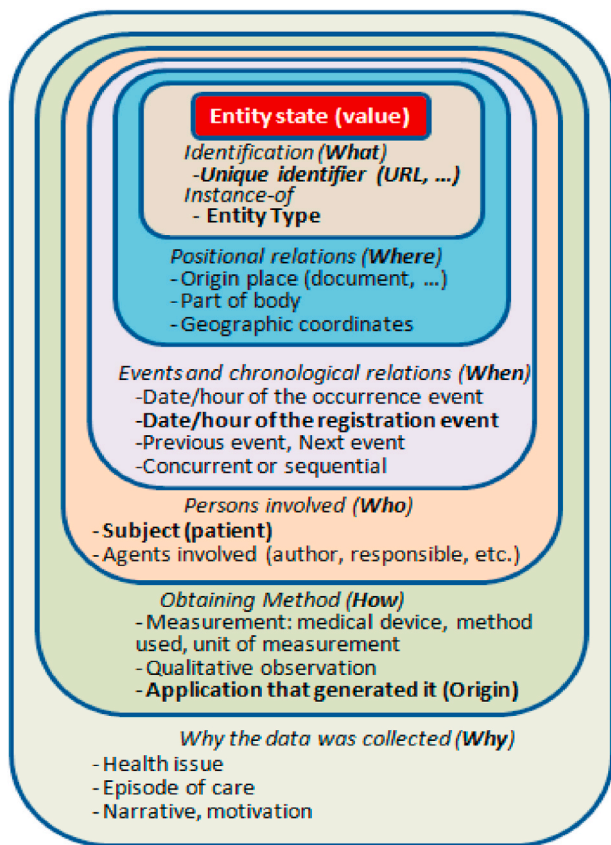 Entity state (value)
Identification (What)
-Unique identifier (URL, ...)
Instance-of
- Entity Type
Positional relations (Where)
-Origin place (document, ...)
-Part of body
-Geographic coordinates
Events and chronological relations (When)
-Date/hour of the occurrence event
-Date/hour of the registration event
-Previous event, Next event
-Concurrent or sequential
Persons involved (Who)
-Subject (patient)
-Agents involved (author, responsible, etc.)
Obtaining Method (How)
-Measurement: medical device, method
used, unit of measurement
-Qualitative observation
-Application that generated it (Origin)
Why the data was collected (Why)
-Health issue
-Episode of care
-Narrative, motivation